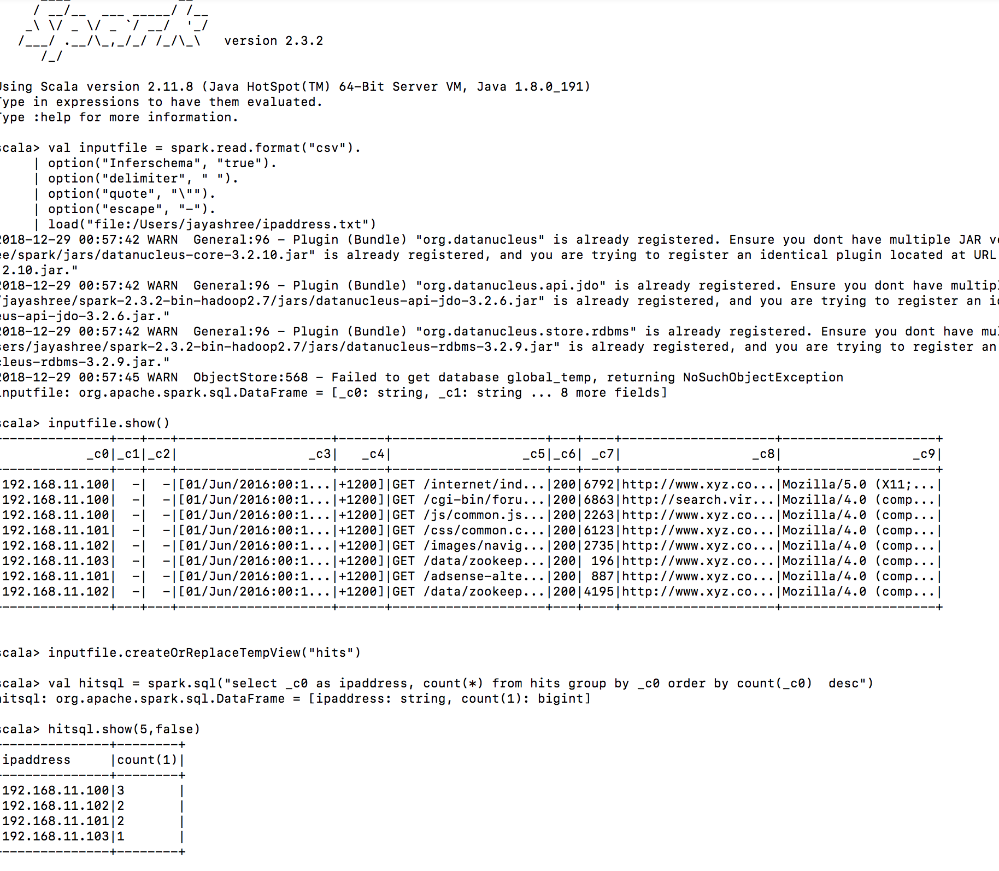 / __/__  ___ _____/ /__
    _\ \/ _ \/ _ `/ __/  '_/
   /___/ .__/\_,_/_/ /_/\_\   version 2.3.2
      /_/
Using Scala version 2.11.8 (Java HotSpot(TM) 64-Bit Server VM, Java 1.8.0_191)
Type in expressions to have them evaluated.
Type :help for more information.
scala> val inputfile = spark.read.format("csv").
     | option("Inferschema", "true").
     | option("delimiter", " ").
     | option("quote", "\"").
     | option("escape", "-").
     | load("file:/Users/jayashree/ipaddress.txt")
2018-12-29 00:57:42 WARN  General:96 - Plugin (Bundle) "org.datanucleus" is already registered. Ensure you dont have multiple JAR
ee/spark/jars/datanucleus-core-3.2.10.jar" is already registered, and you are trying to register an identical plugin located at URL
2.10.jar."
2018-12-29 00:57:42 WARN  General:96 - Plugin (Bundle) "org.datanucleus.api.jdo" is already registered. Ensure you dont have multipl
/jayashree/spark-2.3.2-bin-hadoop2.7/jars/datanucleus-api-jdo-3.2.6.jar" is already registered, and you are trying to register an
eus-api-jdo-3.2.6.jar."
2018-12-29 00:57:42 WARN  General:96 - Plugin (Bundle) "org.datanucleus.store.rdbms" is already registered. Ensure you dont have mul
sers/jayashree/spark-2.3.2-bin-hadoop2.7/jars/datanucleus-rdbms-3.2.9.jar" is already registered, and you are trying to register an
cleus-rdbms-3.2.9.jar."
2018-12-29 00:57:45 WARN  ObjectStore:568 - Failed to get database global_temp, returning NoSuchObjectException
inputfile: org.apache.spark.sql.DataFrame = [_c0: string, _c1: string ... 8 more fields]
scala> inputfile.show()
---------------+---+---+--------------------+------+--------------------+---+----+--------------------+--------------------+
            _c0|_c1|_c2|                 _c3|   _c4|                 _c5|_c6| _c7|                 _c8|                 _c9|
---------------+---+---+--------------------+------+--------------------+---+----+--------------------+--------------------+
192.168.11.100|  -|  -|[01/Jun/2016:00:1...|+1200]|GET /internet/ind...|200|6792|http://www.xyz.co...|Mozilla/5.0 (X11;...|
192.168.11.100|  -|  -|[01/Jun/2016:00:1...|+1200]|GET /cgi-bin/foru...|200|6863|http://search.vir...|Mozilla/4.0 (comp...|
192.168.11.100|  -|  -|[01/Jun/2016:00:1...|+1200]|GET /js/common.js...|200|2263|http://www.xyz.co...|Mozilla/4.0 (comp...|
192.168.11.101|  -|  -|[01/Jun/2016:00:1...|+1200]|GET /css/common.c...|200|6123|http://www.xyz.co...|Mozilla/4.0 (comp...|
192.168.11.102|  -|  -|[01/Jun/2016:00:1...|+1200]|GET /images/navig...|200|2735|http://www.xyz.co...|Mozilla/4.0 (comp...|
192.168.11.103|  -|  -|[01/Jun/2016:00:1...|+1200]|GET /data/zookeep...|200| 196|http://www.xyz.co...|Mozilla/4.0 (comp...|
192.168.11.101|  -|  -|[01/Jun/2016:00:1...|+1200]|GET /adsense-alte...|200| 887|http://www.xyz.co...|Mozilla/4.0 (comp...|
192.168.11.102|  -|  -|[01/Jun/2016:00:1...|+1200]|GET /data/zookeep...|200|4195|http://www.xyz.co...|Mozilla/4.0 (comp...|
---------------+---+---+--------------------+------+--------------------+---+----+--------------------+--------------------+
scala> inputfile.createOrReplaceTempView("hits")
scala> val hitsql = spark.sql("select _c0 as ipaddress, count(*) from hits group by _c0 order by count(_c0)  desc")
hitsql: org.apache.spark.sql.DataFrame = [ipaddress: string, count(1): bigint]
scala> hitsql.show(5,false)
---------------+--------+
ipaddress     |count(1)|
---------------+--------+
192.168.11.100|3       |
192.168.11.102|2       |
192.168.11.101|2       |
192.168.11.103|1       |
---------------+--------+